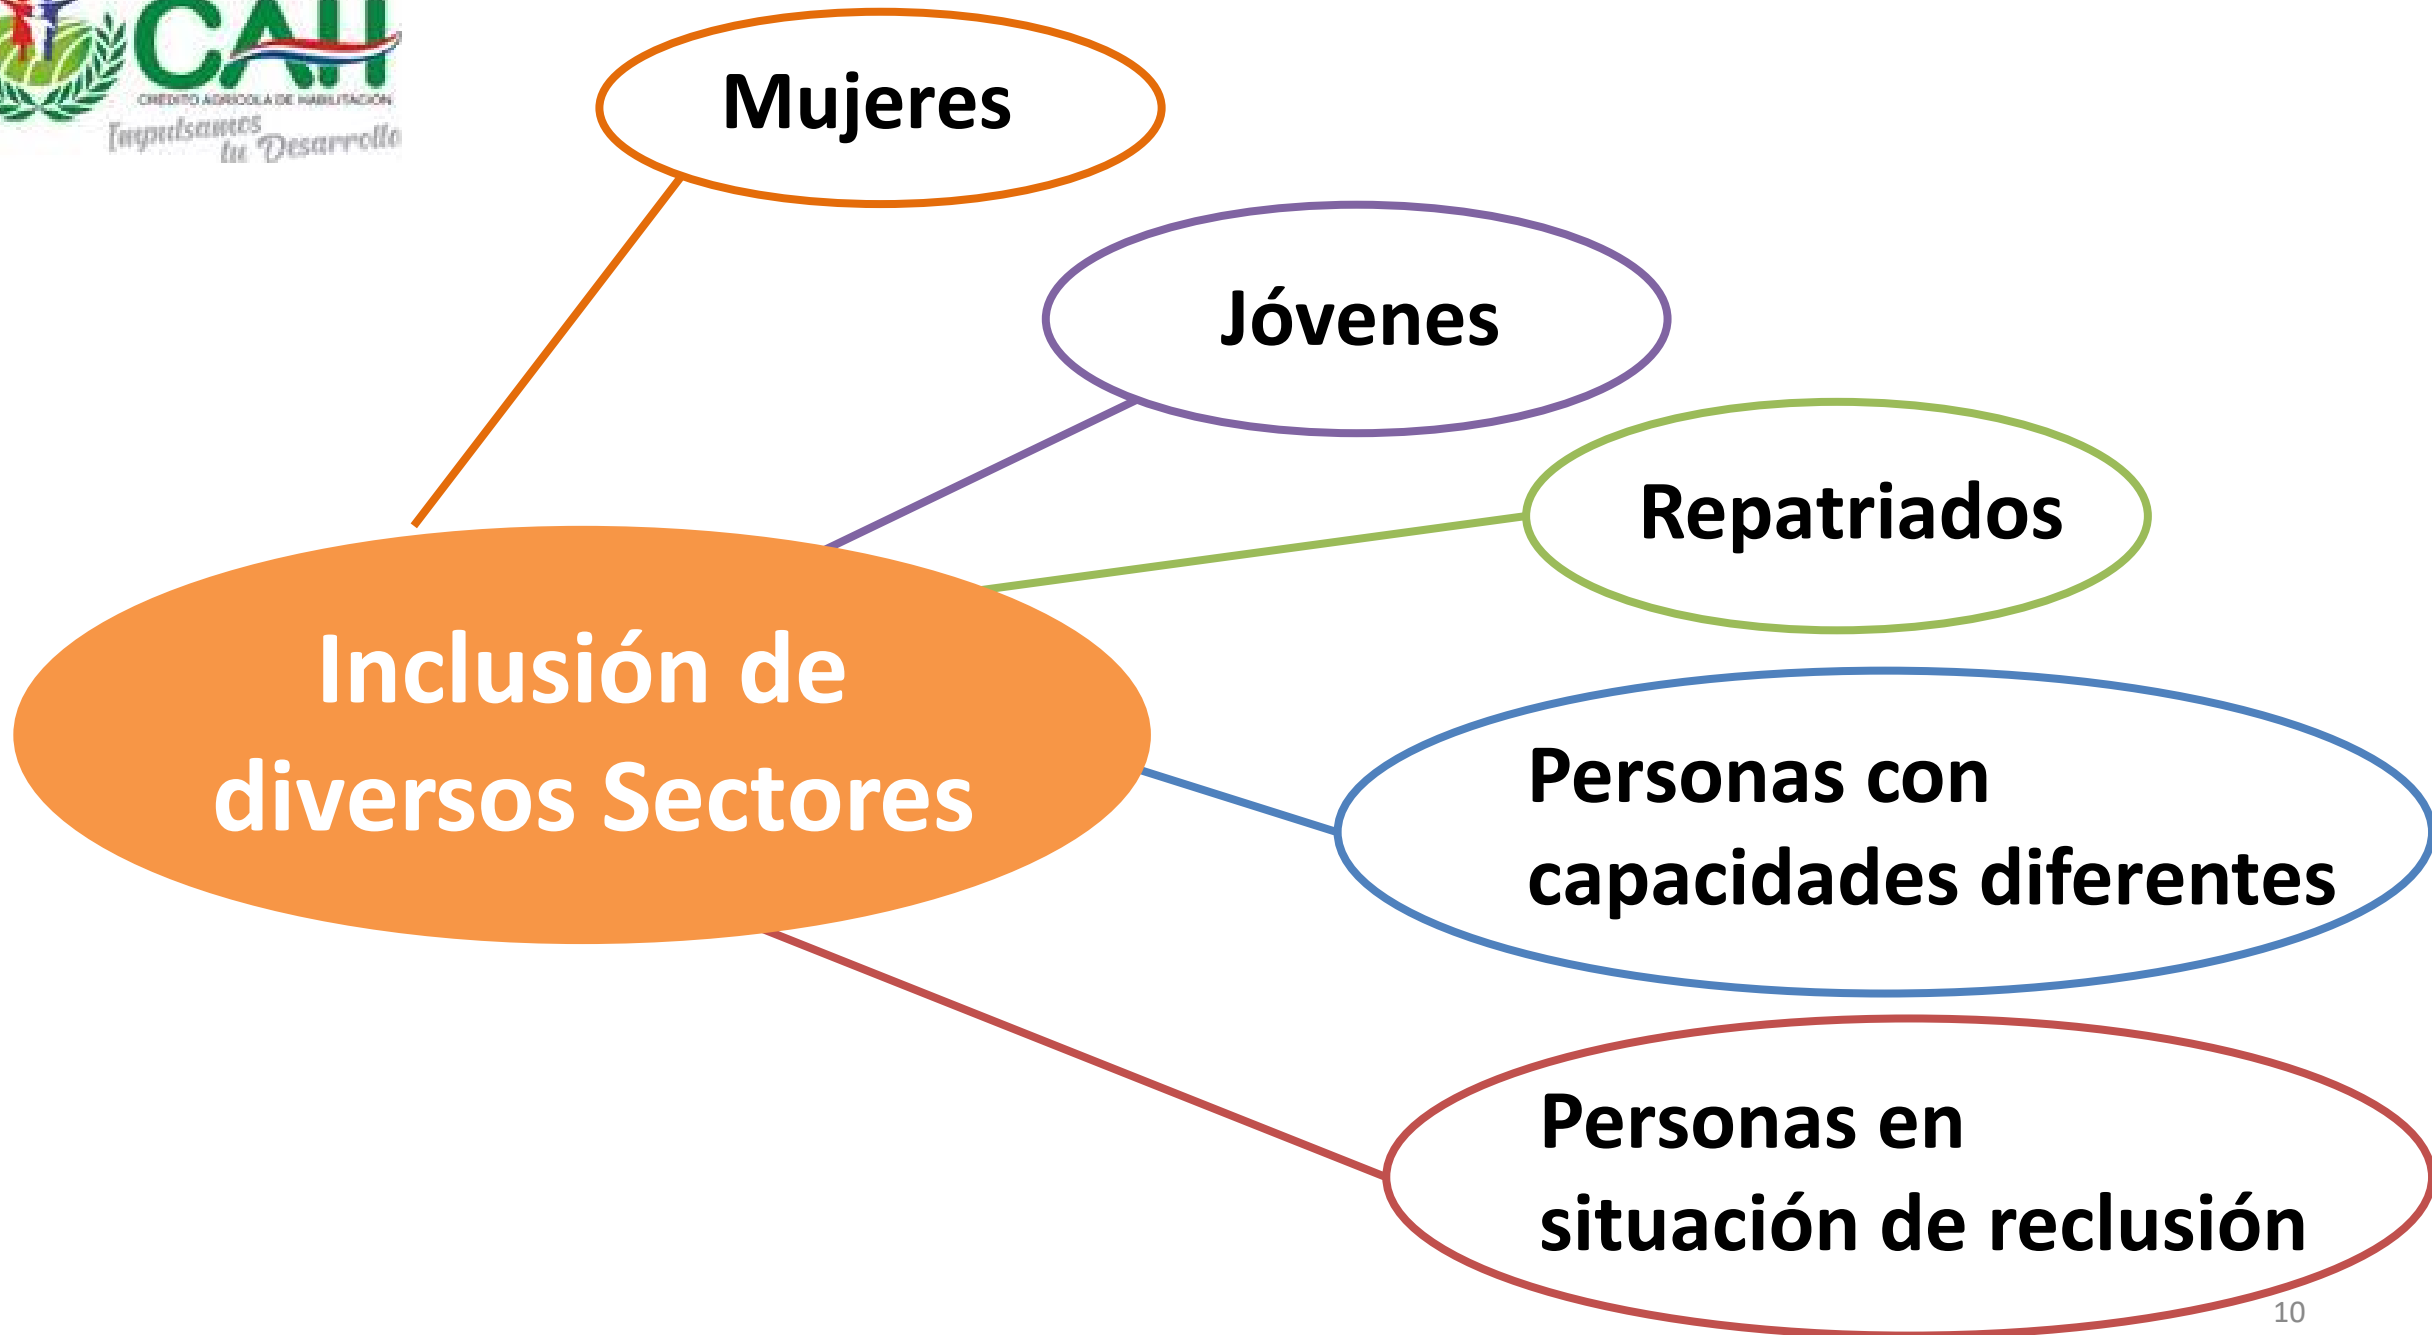 CAH
CRÉDITO AGRÍCOLA DE HABILITACIÓN
Impulsamos
tu Desarrollo
Mujeres
Jóvenes
Repatriados
Inclusión de
diversos Sectores
Personas con
capacidades diferentes
Personas en
situación de reclusión
10